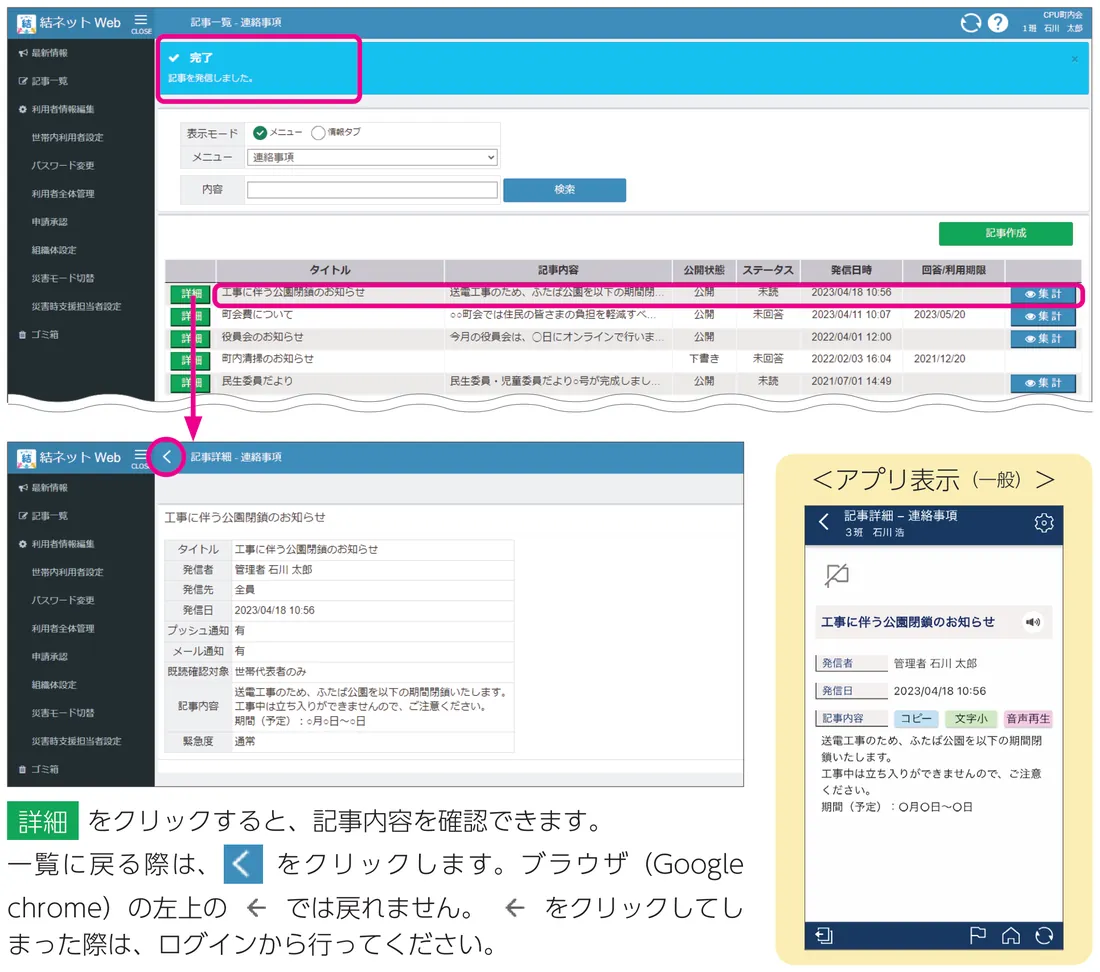 結ネット Web
CLOSE
記事一覧 - 連絡事項
CPU町内会
1班 石川 太郎
最新情報
記事一覧
利用者情報編集
世帯内利用者設定
パスワード変更
利用者全体管理
申請承認
組織体設定
災害モード切替
災害時支援担当者設定
ゴミ箱
完了
記事を発信しました。
×
表示モード メニュー 情報タブ
メニュー 連絡事項
内容 検索
記事作成
タイトル 記事内容 公開状態 ステータス 発信日時 回答/利用期限
詳細 工事に伴う公園閉鎖のお知らせ 送電工事のため、ふたば公園を以下の期間閉... 公開 未読 2023/04/18 10:56 集 計
詳細 町会費について ○○町会では住民の皆さまの負担を軽減すべ... 公開 未回答 2023/04/11 10:07 2023/05/20 集 計
詳細 役員会のお知らせ 今月の役員会は、〇日にオンラインで行いま... 公開 2022/04/01 12:00 集 計
詳細 町内清掃のお知らせ 下書き 未回答 2022/02/03 16:04 2021/12/20
詳細 民生委員だより 民生委員・児童委員だより○号が完成しまし... 公開 未読 2021/07/01 14:49 集 計
結ネット Web
CLOSE
記事詳細 - 連絡事項
最新情報
記事一覧
利用者情報編集
世帯内利用者設定
パスワード変更
利用者全体管理
申請承認
組織体設定
災害モード切替
災害時支援担当者設定
ゴミ箱
工事に伴う公園閉鎖のお知らせ
タイトル 工事に伴う公園閉鎖のお知らせ
発信者 管理者 石川 太郎
発信先 全員
発信日 2023/04/18 10:56
プッシュ通知 有
メール通知 有
既読確認対象 世帯代表者のみ
記事内容 送電工事のため、ふたば公園を以下の期間閉鎖いたします。
工事中は立ち入りができませんので、ご注意ください。
期間（予定）：○月○日〜○日
緊急度 通常
＜アプリ表示（一般）＞
記事詳細 – 連絡事項
3班 石川 浩
工事に伴う公園閉鎖のお知らせ
発信者 管理者 石川 太郎
発信日 2023/04/18 10:56
記事内容 コピー 文字小 音声再生
送電工事のため、ふたば公園を以下の期間閉
鎖いたします。
工事中は立ち入りができませんので、ご注意
ください。
期間（予定）：〇月〇日〜〇日
詳細 をクリックすると、記事内容を確認できます。
一覧に戻る際は、 をクリックします。ブラウザ（Google
chrome）の左上の ← では戻れません。 ← をクリックしてし
まった際は、ログインから行ってください。